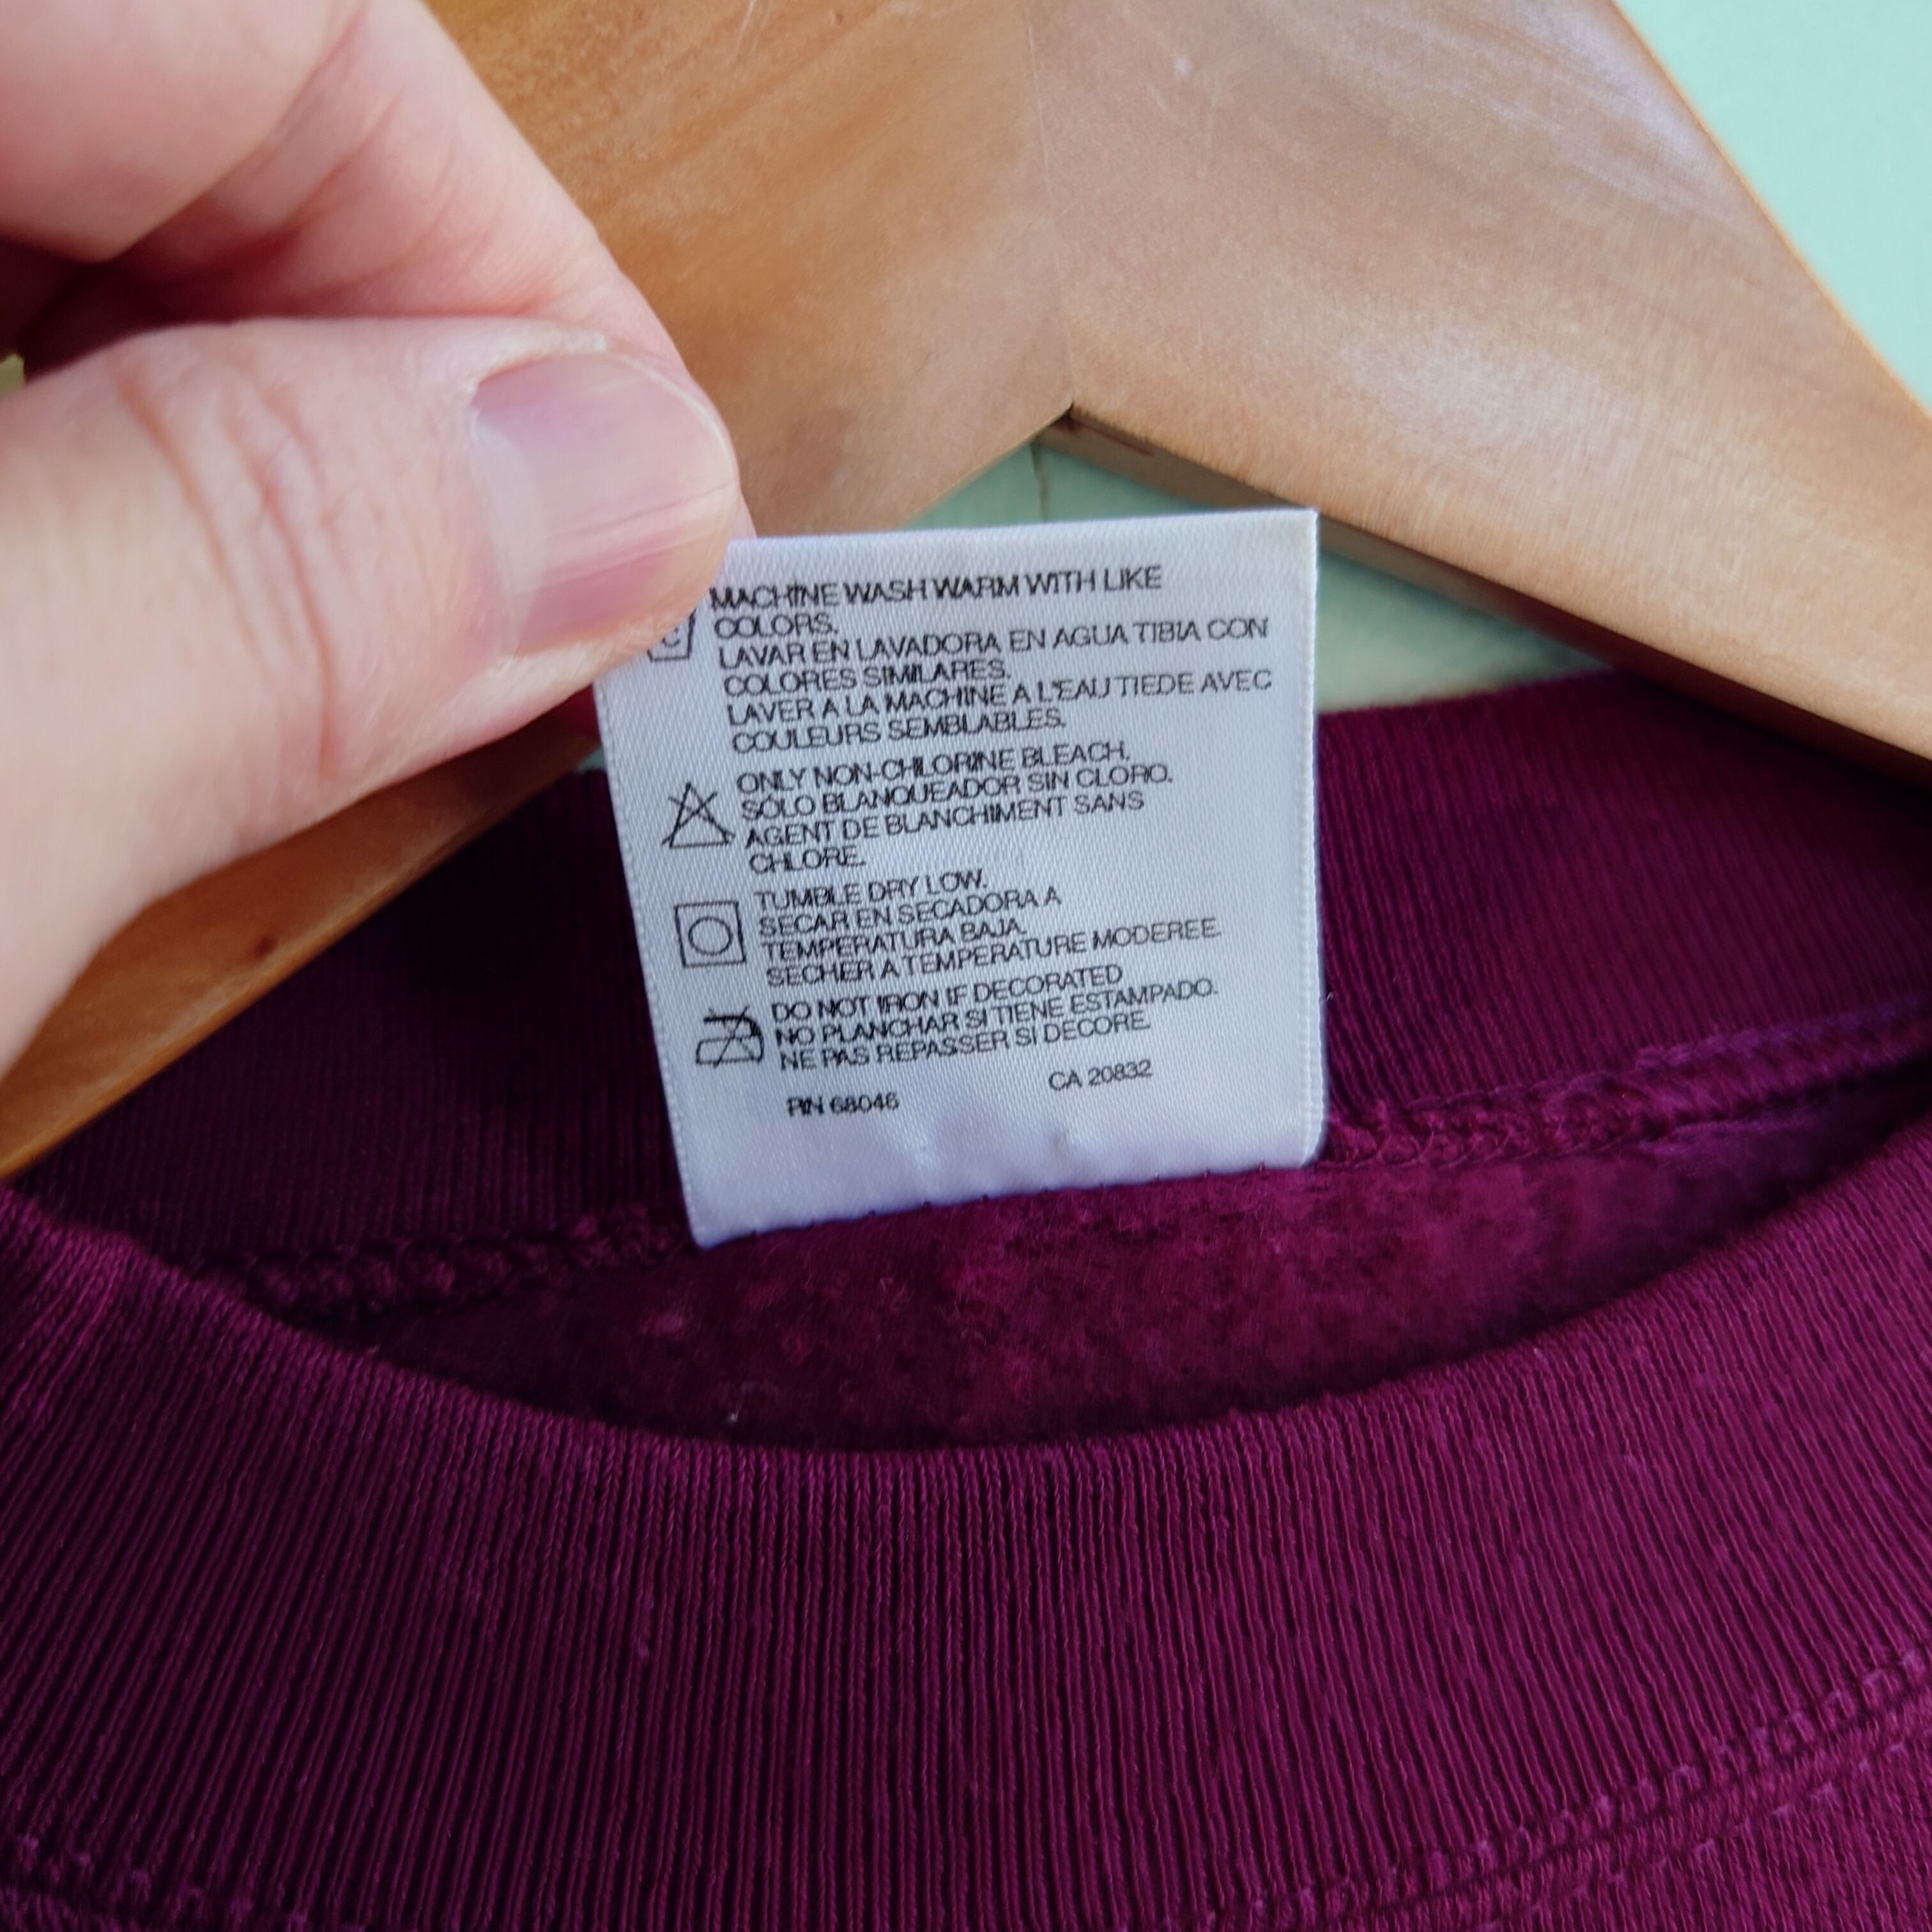 MACHINE WASH WARM WITH LIKE
COLORS.
LAVAR EN LAVADORA EN AGUA TIBIA CON
COLORES SIMILARES.
LAVER A LA MACHINE A L'EAU TIEDE AVEC
COULEURS SEMBLABLES.
ONLY NON-CHLORINE BLEACH.
SÓLO BLANQUEADOR SIN CLORO.
AGENT DE BLANCHIMENT SANS
CHLORE.
TUMBLE DRY LOW.
SECAR EN SECADORA A
TEMPERATURA BAJA.
SECHER A TEMPERATURE MODEREE.
DO NOT IRON IF DECORATED
NO PLANCHAR SI TIENE ESTAMPADO.
NE PAS REPASSER SI DECORE.
RN 68046 CA 20832